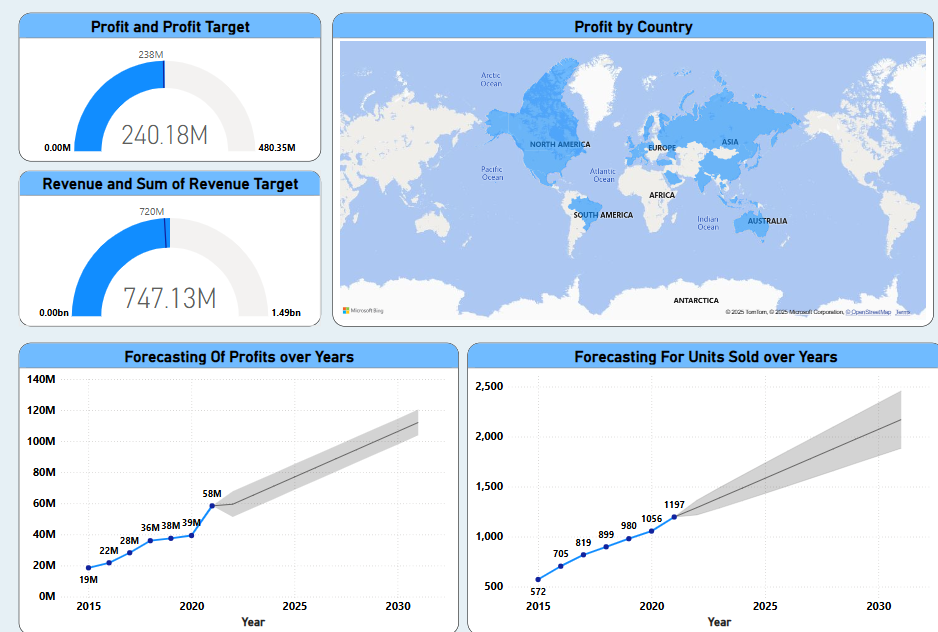 Profit and Profit Target
238M
240.18M
0.00M
480.35M
Revenue and Sum of Revenue Target
720M
747.13M
0.00bn
1.49bn
Profit by Country
Arctic
Ocean
NORTH AMERICA
EUROPE
ASIA
Pacific
Ocean
Atlantic
Ocean
AFRICA
SOUTH AMERICA
Indian
Ocean
AUSTRALIA
ANTARCTICA
Microsoft Bing
© 2025 TomTom, © 2025 Microsoft Corporation, © OpenStreetMap Terms
Forecasting Of Profits over Years
140M
120M
100M
80M
60M
40M
20M
0M
19M
22M
28M
36M
38M
39M
58M
2015
2020
2025
2030
Year
Forecasting For Units Sold over Years
2,500
2,000
1,500
1,000
500
572
705
819
899
980
1056
1197
2015
2020
2025
2030
Year